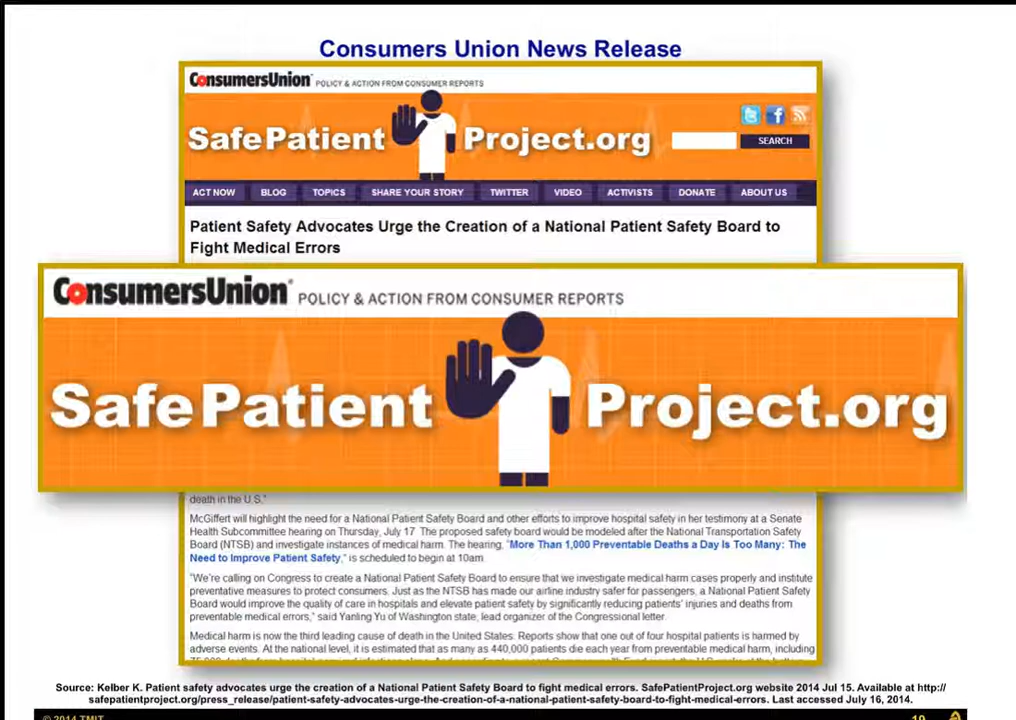 Consumers Union News Release
ConsumersUnion POLICY & ACTION FROM CONSUMER REPORTS
SafePatient Project.org
SEARCH
ACT NOW BLOG TOPICS SHARE YOUR STORY TWITTER VIDEO ACTIVISTS DONATE ABOUT US
Patient Safety Advocates Urge the Creation of a National Patient Safety Board to
Fight Medical Errors
ConsumersUnion® POLICY & ACTION FROM CONSUMER REPORTS
SafePatient Project.org
death in the U.S."
McGiffert will highlight the need for a National Patient Safety Board and other efforts to improve hospital safety in her testimony at a Senate
Health Subcommittee hearing on Thursday, July 17. The proposed safety board would be modeled after the National Transportation Safety
Board (NTSB) and investigate instances of medical harm. The hearing, "More Than 1,000 Preventable Deaths a Day Is Too Many: The
Need to Improve Patient Safety," is scheduled to begin at 10am.
"We're calling on Congress to create a National Patient Safety Board to ensure that we investigate medical harm cases properly and institute
preventative measures to protect consumers. Just as the NTSB has made our airline industry safer for passengers, a National Patient Safety
Board would improve the quality of care in hospitals and elevate patient safety by significantly reducing patients' injuries and deaths from
preventable medical errors," said Yanling Yu of Washington state, lead organizer of the Congressional letter.
Medical harm is now the third leading cause of death in the United States. Reports show that one out of four hospital patients is harmed by
adverse events. At the national level, it is estimated that as many as 440,000 patients die each year from preventable medical harm, including
Source: Kelber K. Patient safety advocates urge the creation of a National Patient Safety Board to fight medical errors. SafePatientProject.org website 2014 Jul 15. Available at http://
safepatientproject.org/press_release/patient-safety-advocates-urge-the-creation-of-a-national-patient-safety-board-to-fight-medical-errors. Last accessed July 16, 2014.
© 2014 TMIT